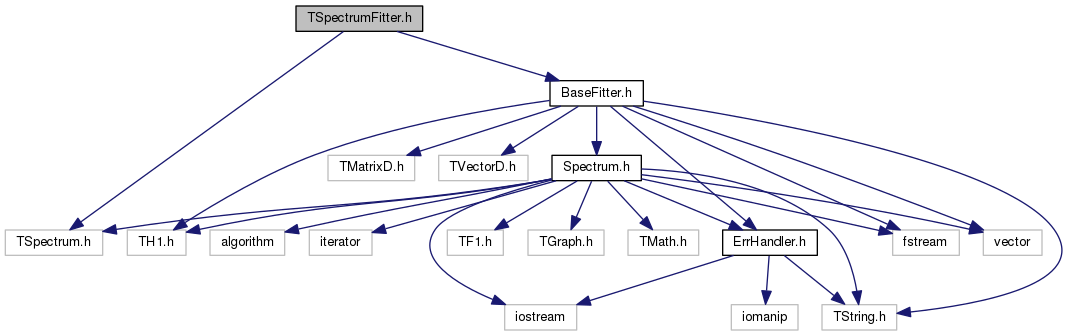 TSpectrumFitter.h
BaseFitter.h
TMatrixD.h
TVectorD.h
Spectrum.h
TSpectrum.h
TH1.h
algorithm
iterator
TF1.h
TGraph.h
TMath.h
ErrHandler.h
fstream
vector
iostream
iomanip
TString.h